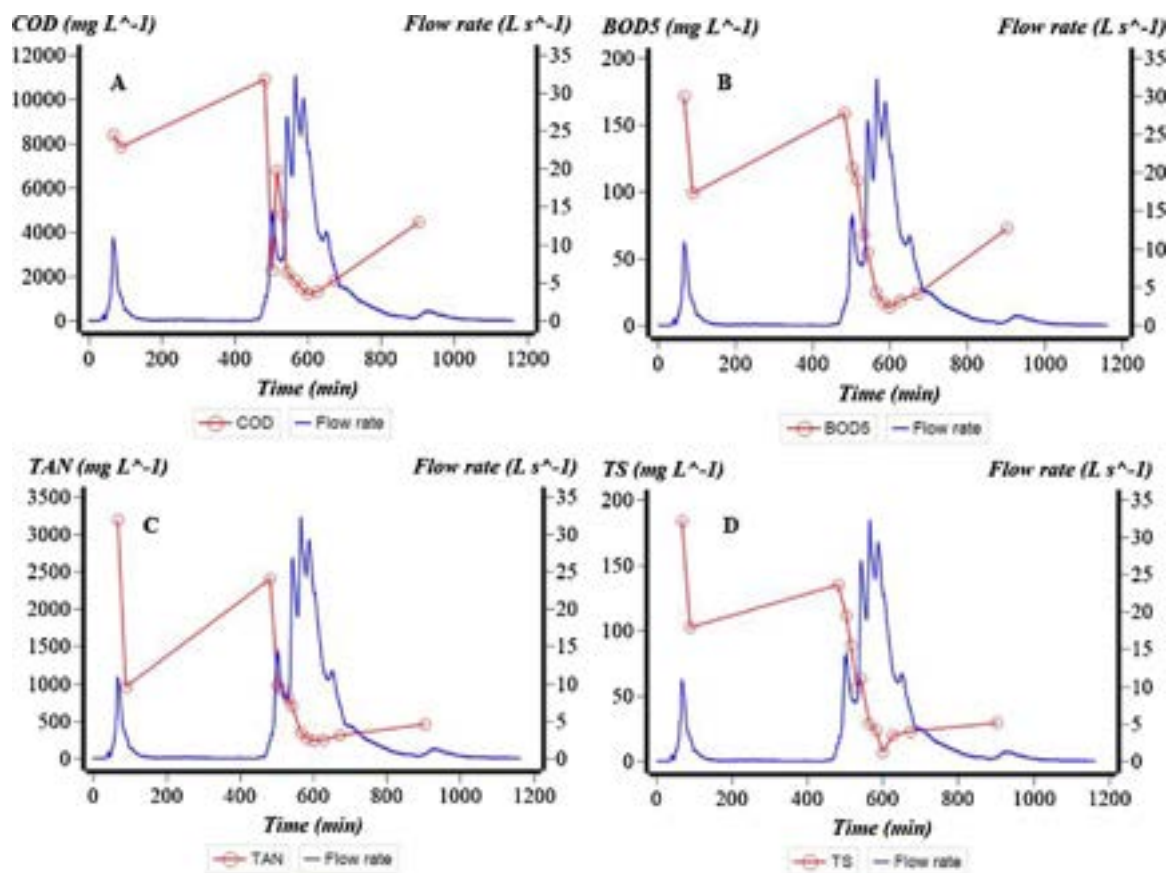 COD (mg L^-1) Flow rate (L s^-1)
12000 35
10000 30
8000 25
6000 20
4000 15
2000 10
0 5
0
A
0 200 400 600 800 1000 1200
Time (min)
COD Flow rate
BOD5 (mg L^-1) Flow rate (L s^-1)
200 35
150 30
100 25
50 20
0 15
10
5
0
B
0 200 400 600 800 1000 1200
Time (min)
BOD5 Flow rate
TAN (mg L^-1) Flow rate (L s^-1)
3500 35
3000 30
2500 25
2000 20
1500 15
1000 10
500 5
0 0
C
0 200 400 600 800 1000 1200
Time (min)
TAN Flow rate
TS (mg L^-1) Flow rate (L s^-1)
200 35
150 30
100 25
50 20
0 15
10
5
0
D
0 200 400 600 800 1000 1200
Time (min)
TS Flow rate